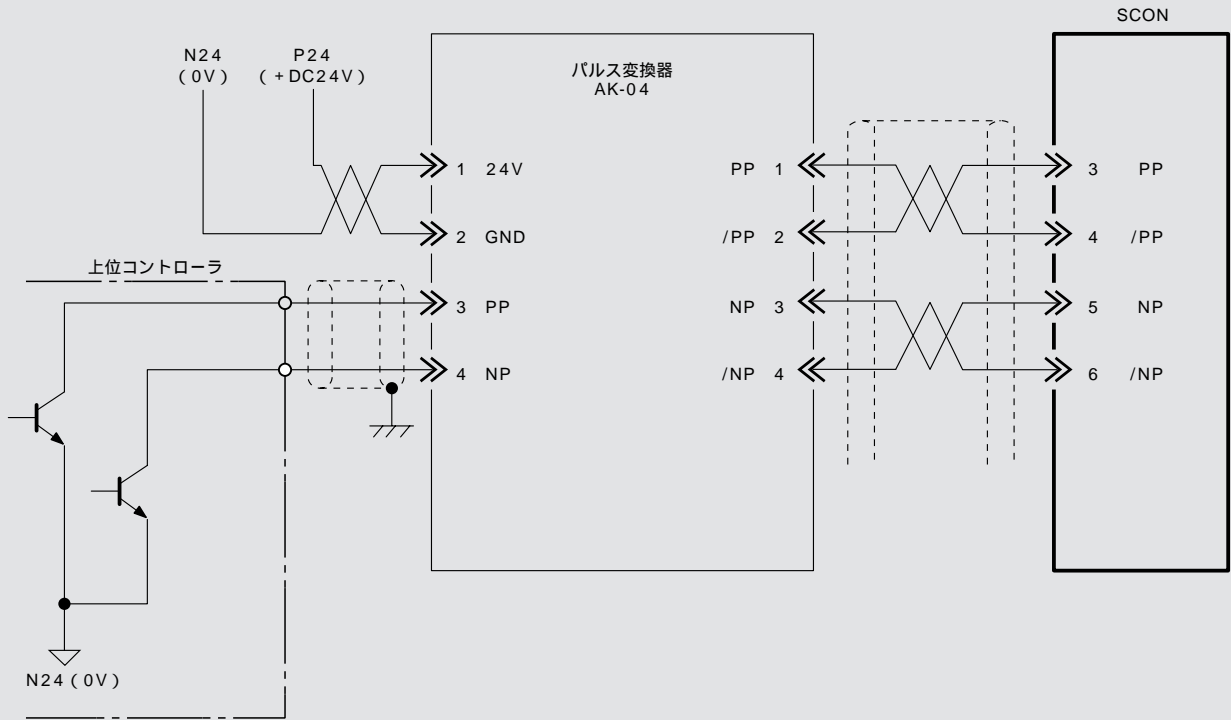 SCON
N24
(0V)
P24
(+DC24V)
パルス変換器
AK-04
1 24V
2 GND
3 PP
4 NP
PP 1
/PP 2
NP 3
/NP 4
3 PP
4 /PP
5 NP
6 /NP
上位コントローラ
N24(0V)